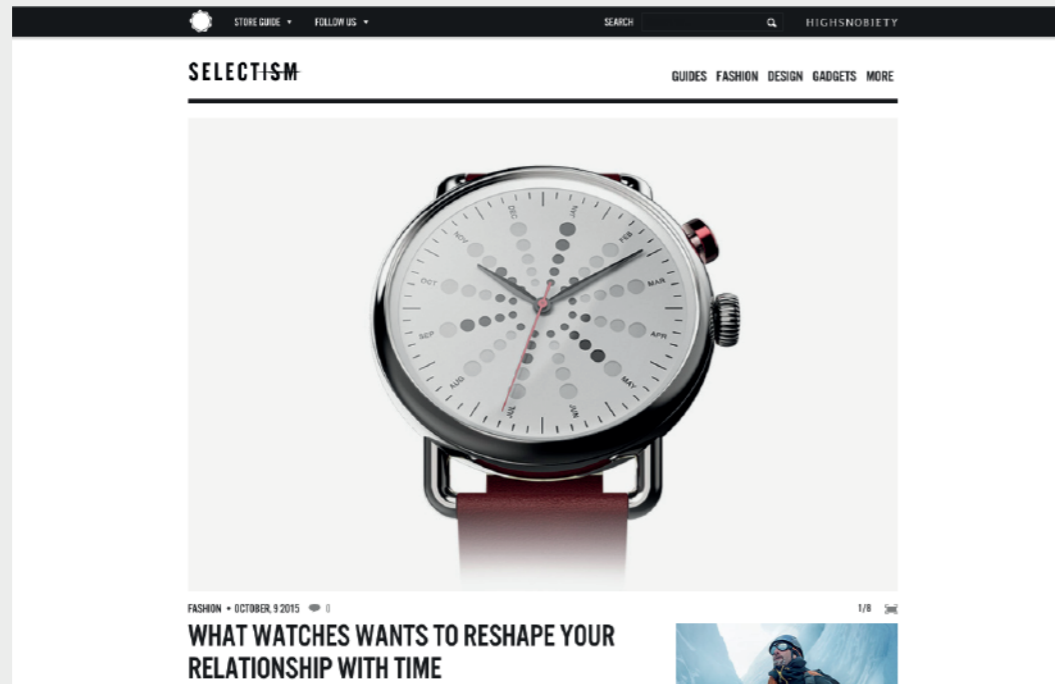 STORE GUIDE
FOLLOW US
SEARCH
HIGHSNOBIETY
SELECTISM
GUIDES FASHION DESIGN GADGETS MORE
DEC
JAN
NOV
FEB
OCT
MAR
SEP
APR
AUG
MAY
JUL
JUN
FASHION • OCTOBER, 9 2015 0
1/8
WHAT WATCHES WANTS TO RESHAPE YOUR
RELATIONSHIP WITH TIME